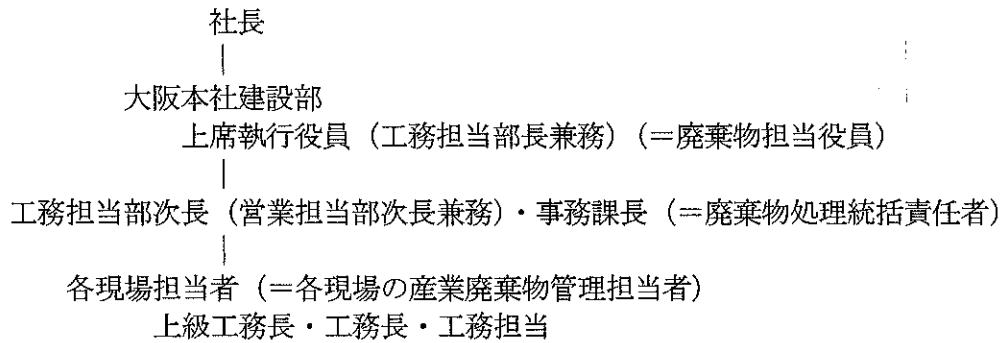 社長
大阪本社建設部
上席執行役員(工務担当部長兼務)(=廃棄物担当役員)
工務担当部次長(営業担当部次長兼務)・事務課長(=廃棄物処理統括責任者)
各現場担当者(=各現場の産業廃棄物管理担当者)
上級工務長・工務長・工務担当